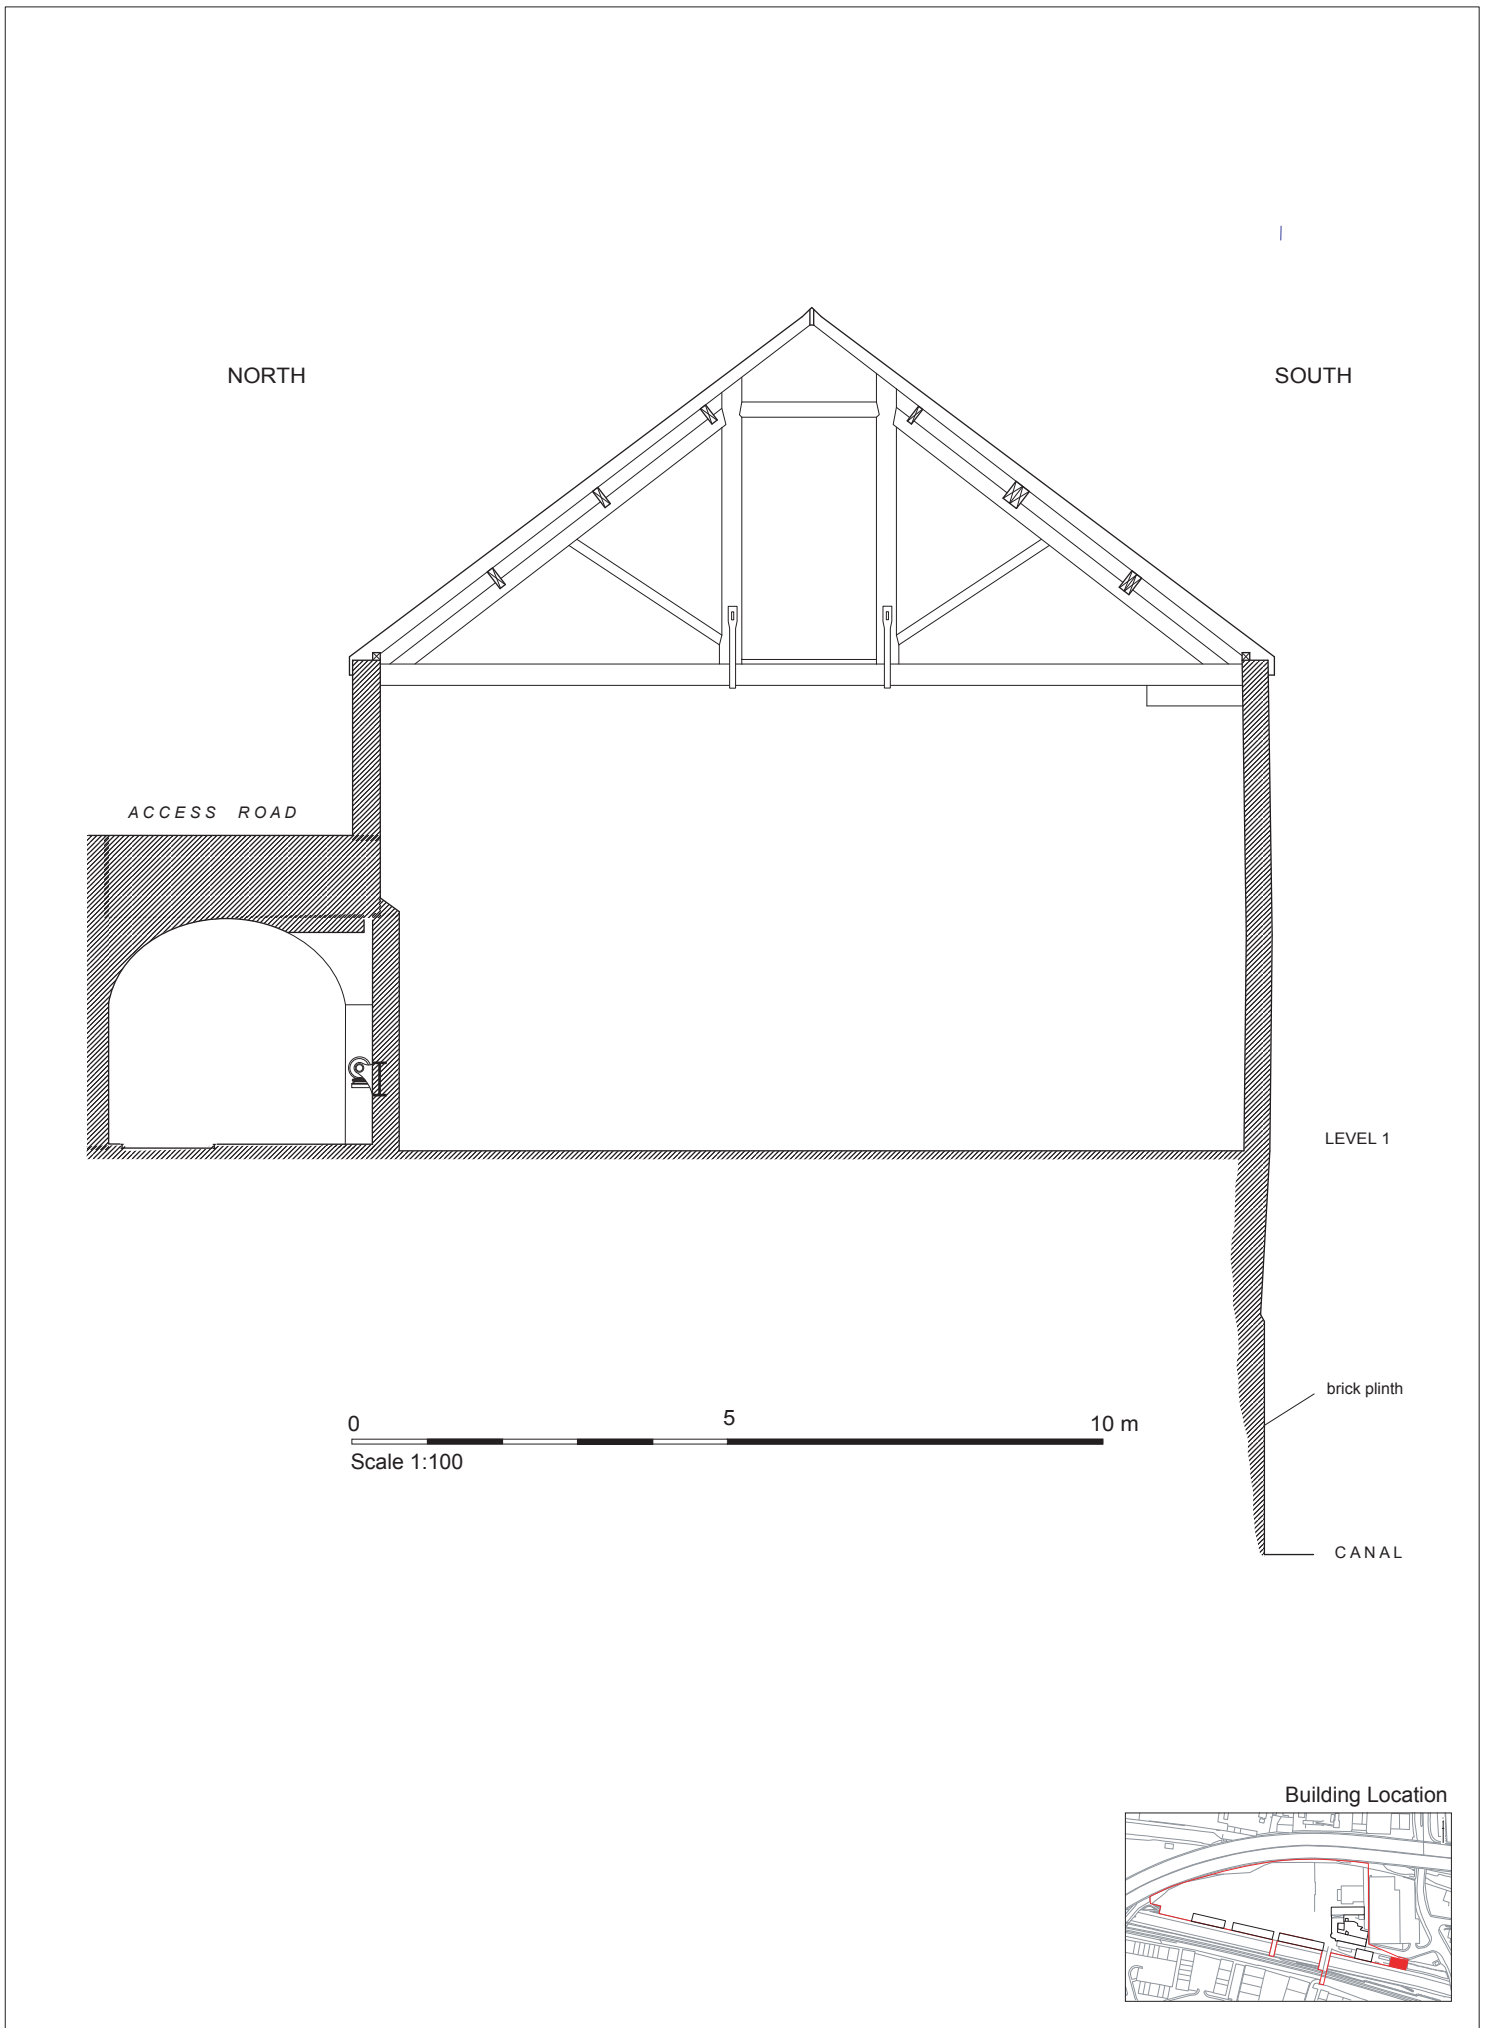 NORTH
SOUTH
ACCESS ROAD
LEVEL 1
brick plinth
0 5 10 m
Scale 1:100
CANAL
Building Location